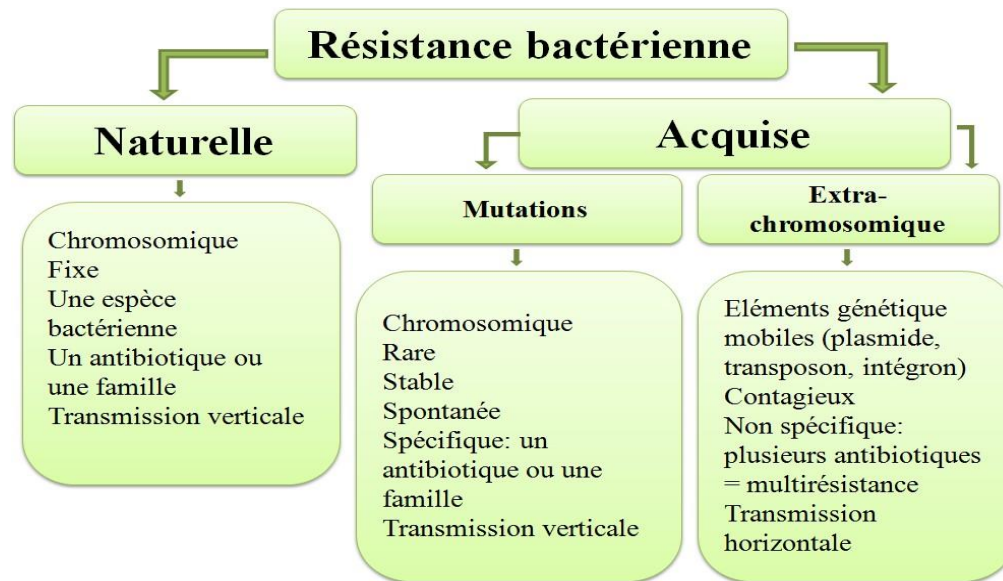 Résistance bactérienne
Naturelle
Acquise
Mutations
Extra-
chromosomique
Chromosomique
Fixe
Une espèce
bactérienne
Un antibiotique ou
une famille
Transmission verticale
Chromosomique
Rare
Stable
Spontanée
Spécifique: un
antibiotique ou une
famille
Transmission verticale
Eléments génétique
mobiles (plasmide,
transposon, intégron)
Contagieux
Non spécifique:
plusieurs antibiotiques
= multirésistance
Transmission
horizontale